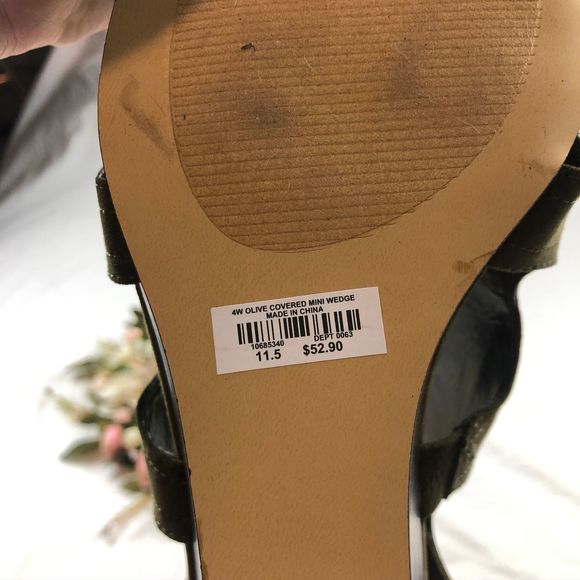 4W OLIVE COVERED MINI WEDGE
MADE IN CHINA
10685340 DEPT 0063
11.5 $52.90